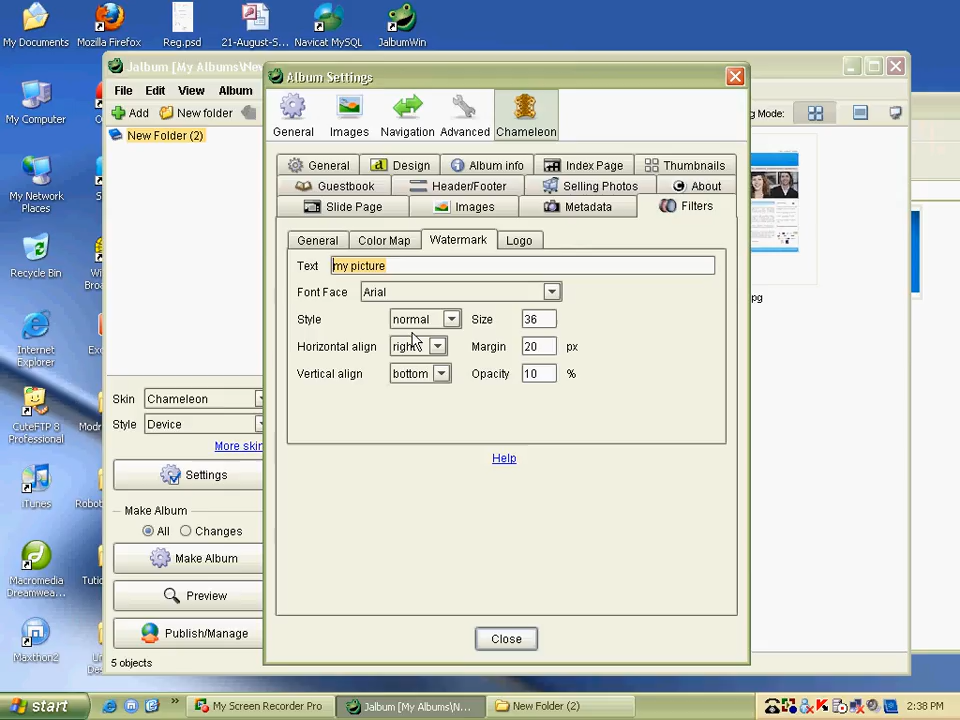 My Documents
Mozilla Firefox
Reg.psd
21-August-S...
Navicat MySQL
JalbumWin
My Computer
My Network
Places
Recycle Bin
Internet
Explorer
CuteFTP 8
Professional
iTunes
Macromedia
Dreamwea...
Maxthon2
Jalbum [My Albums\Nev
File Edit View Album
Add New folder
New Folder (2)
g Mode:
Skin Chameleon
Style Device
More skin
Settings
Make Album
All Changes
Make Album
Preview
Publish/Manage
5 objects
Album Settings
General Images Navigation Advanced Chameleon
General Design Album info Index Page Thumbnails
Guestbook Header/Footer Selling Photos About
Slide Page Images Metadata Filters
General Color Map Watermark Logo
Text my picture
Font Face Arial
Style normal Size 36
Horizontal align right Margin 20 px
Vertical align bottom Opacity 10 %
Help
Close
pg
start
My Screen Recorder Pro
Jalbum [My Albums\N...
New Folder (2)
2:38 PM